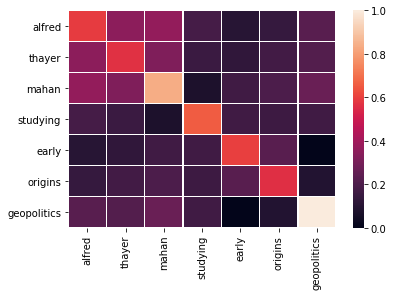 alfred
thayer
mahan
studying
early
origins
geopolitics
alfred
thayer
mahan
studying
early
origins
geopolitics
1.0
0.8
0.6
0.4
0.2
0.0